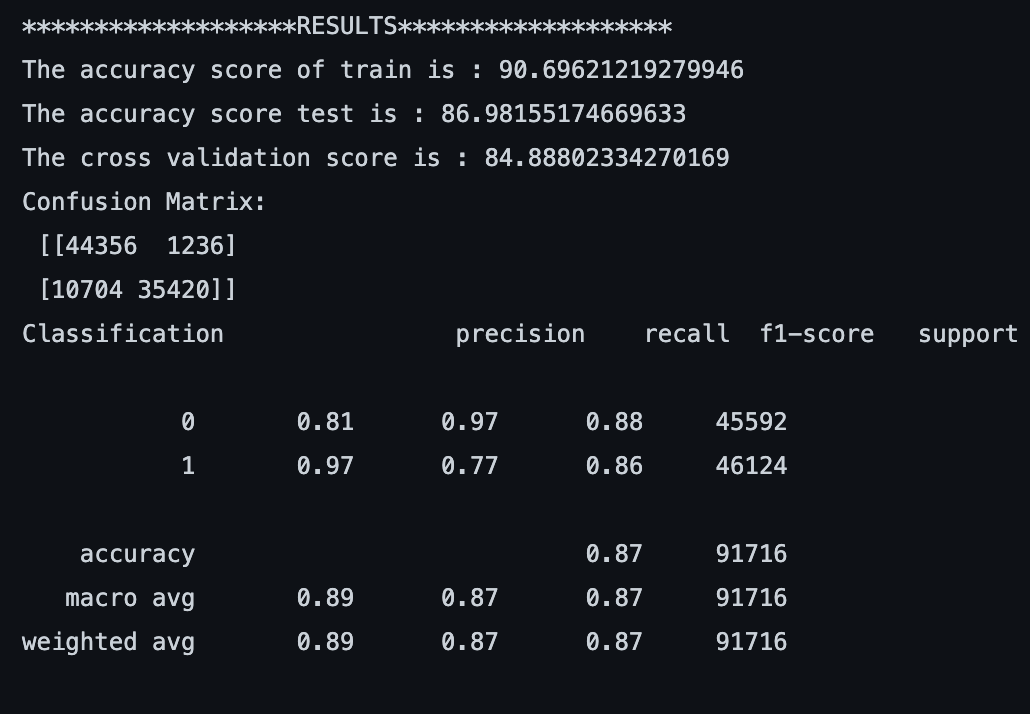 *******************RESULTS*******************
The accuracy score of train is : 90.69621219279946
The accuracy score test is : 86.98155174669633
The cross validation score is : 84.88802334270169
Confusion Matrix:
[[44356  1236]
[10704 35420]]
Classification                precision    recall  f1-score   support
0       0.81      0.97      0.88     45592
1       0.97      0.77      0.86     46124
accuracy                           0.87     91716
macro avg       0.89      0.87      0.87     91716
weighted avg       0.89      0.87      0.87     91716